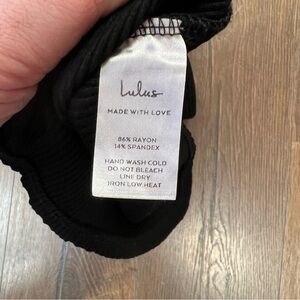 Lulus
MADE WITH LOVE
86% RAYON
14% SPANDEX
HAND WASH COLD
DO NOT BLEACH
LINE DRY
IRON LOW HEAT